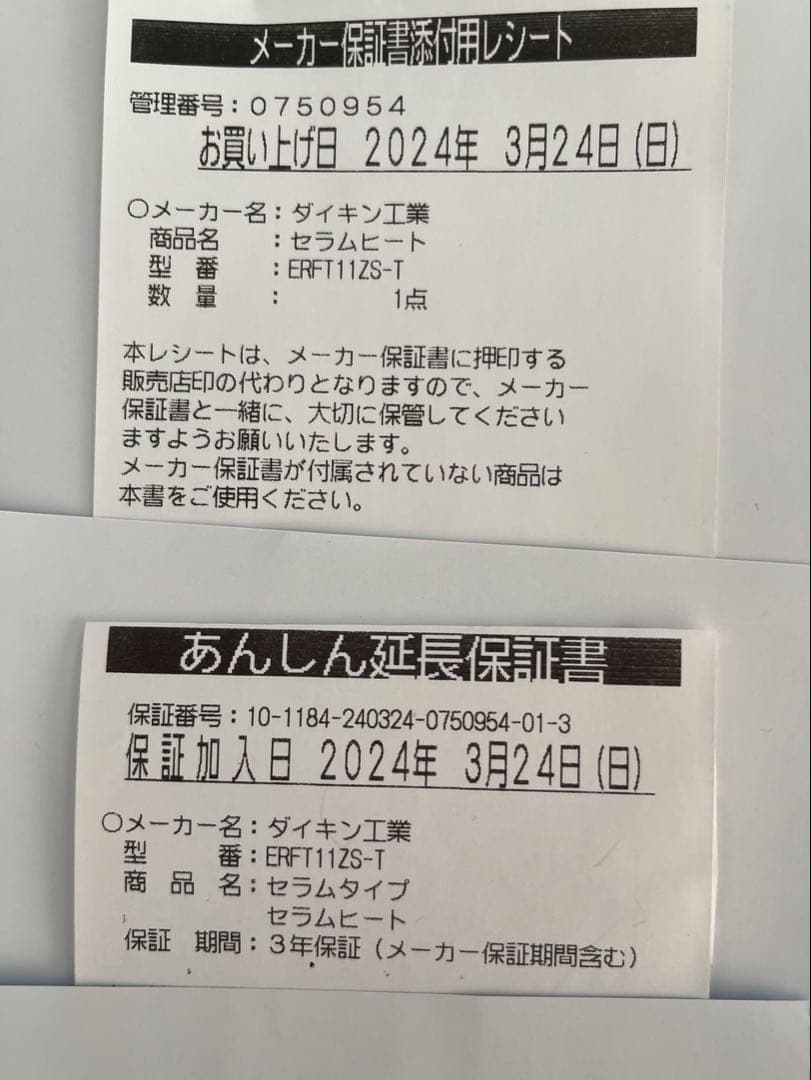 メーカー保証書添付用レシート
管理番号：０７５０９５４
お買い上げ日 2024年 3月24日(日)
○メーカー名：ダイキン工業
商品名 ：セラムヒート
型 番 ：ERFT11ZS-T
数 量 ： 1点
本レシートは、メーカー保証書に押印する
販売店印の代わりとなりますので、メーカー
保証書と一緒に、大切に保管してください
ますようお願いいたします。
メーカー保証書が付属されていない商品は
本書をご使用ください。
あんしん延長保証書
保証番号：10-1184-240324-0750954-01-3
保証加入日 2024年 3月24日(日)
○メーカー名：ダイキン工業
型 番：ERFT11ZS-T
商 品 名：セラムタイプ
セラムヒート
保証 期間：３年保証（メーカー保証期間含む）